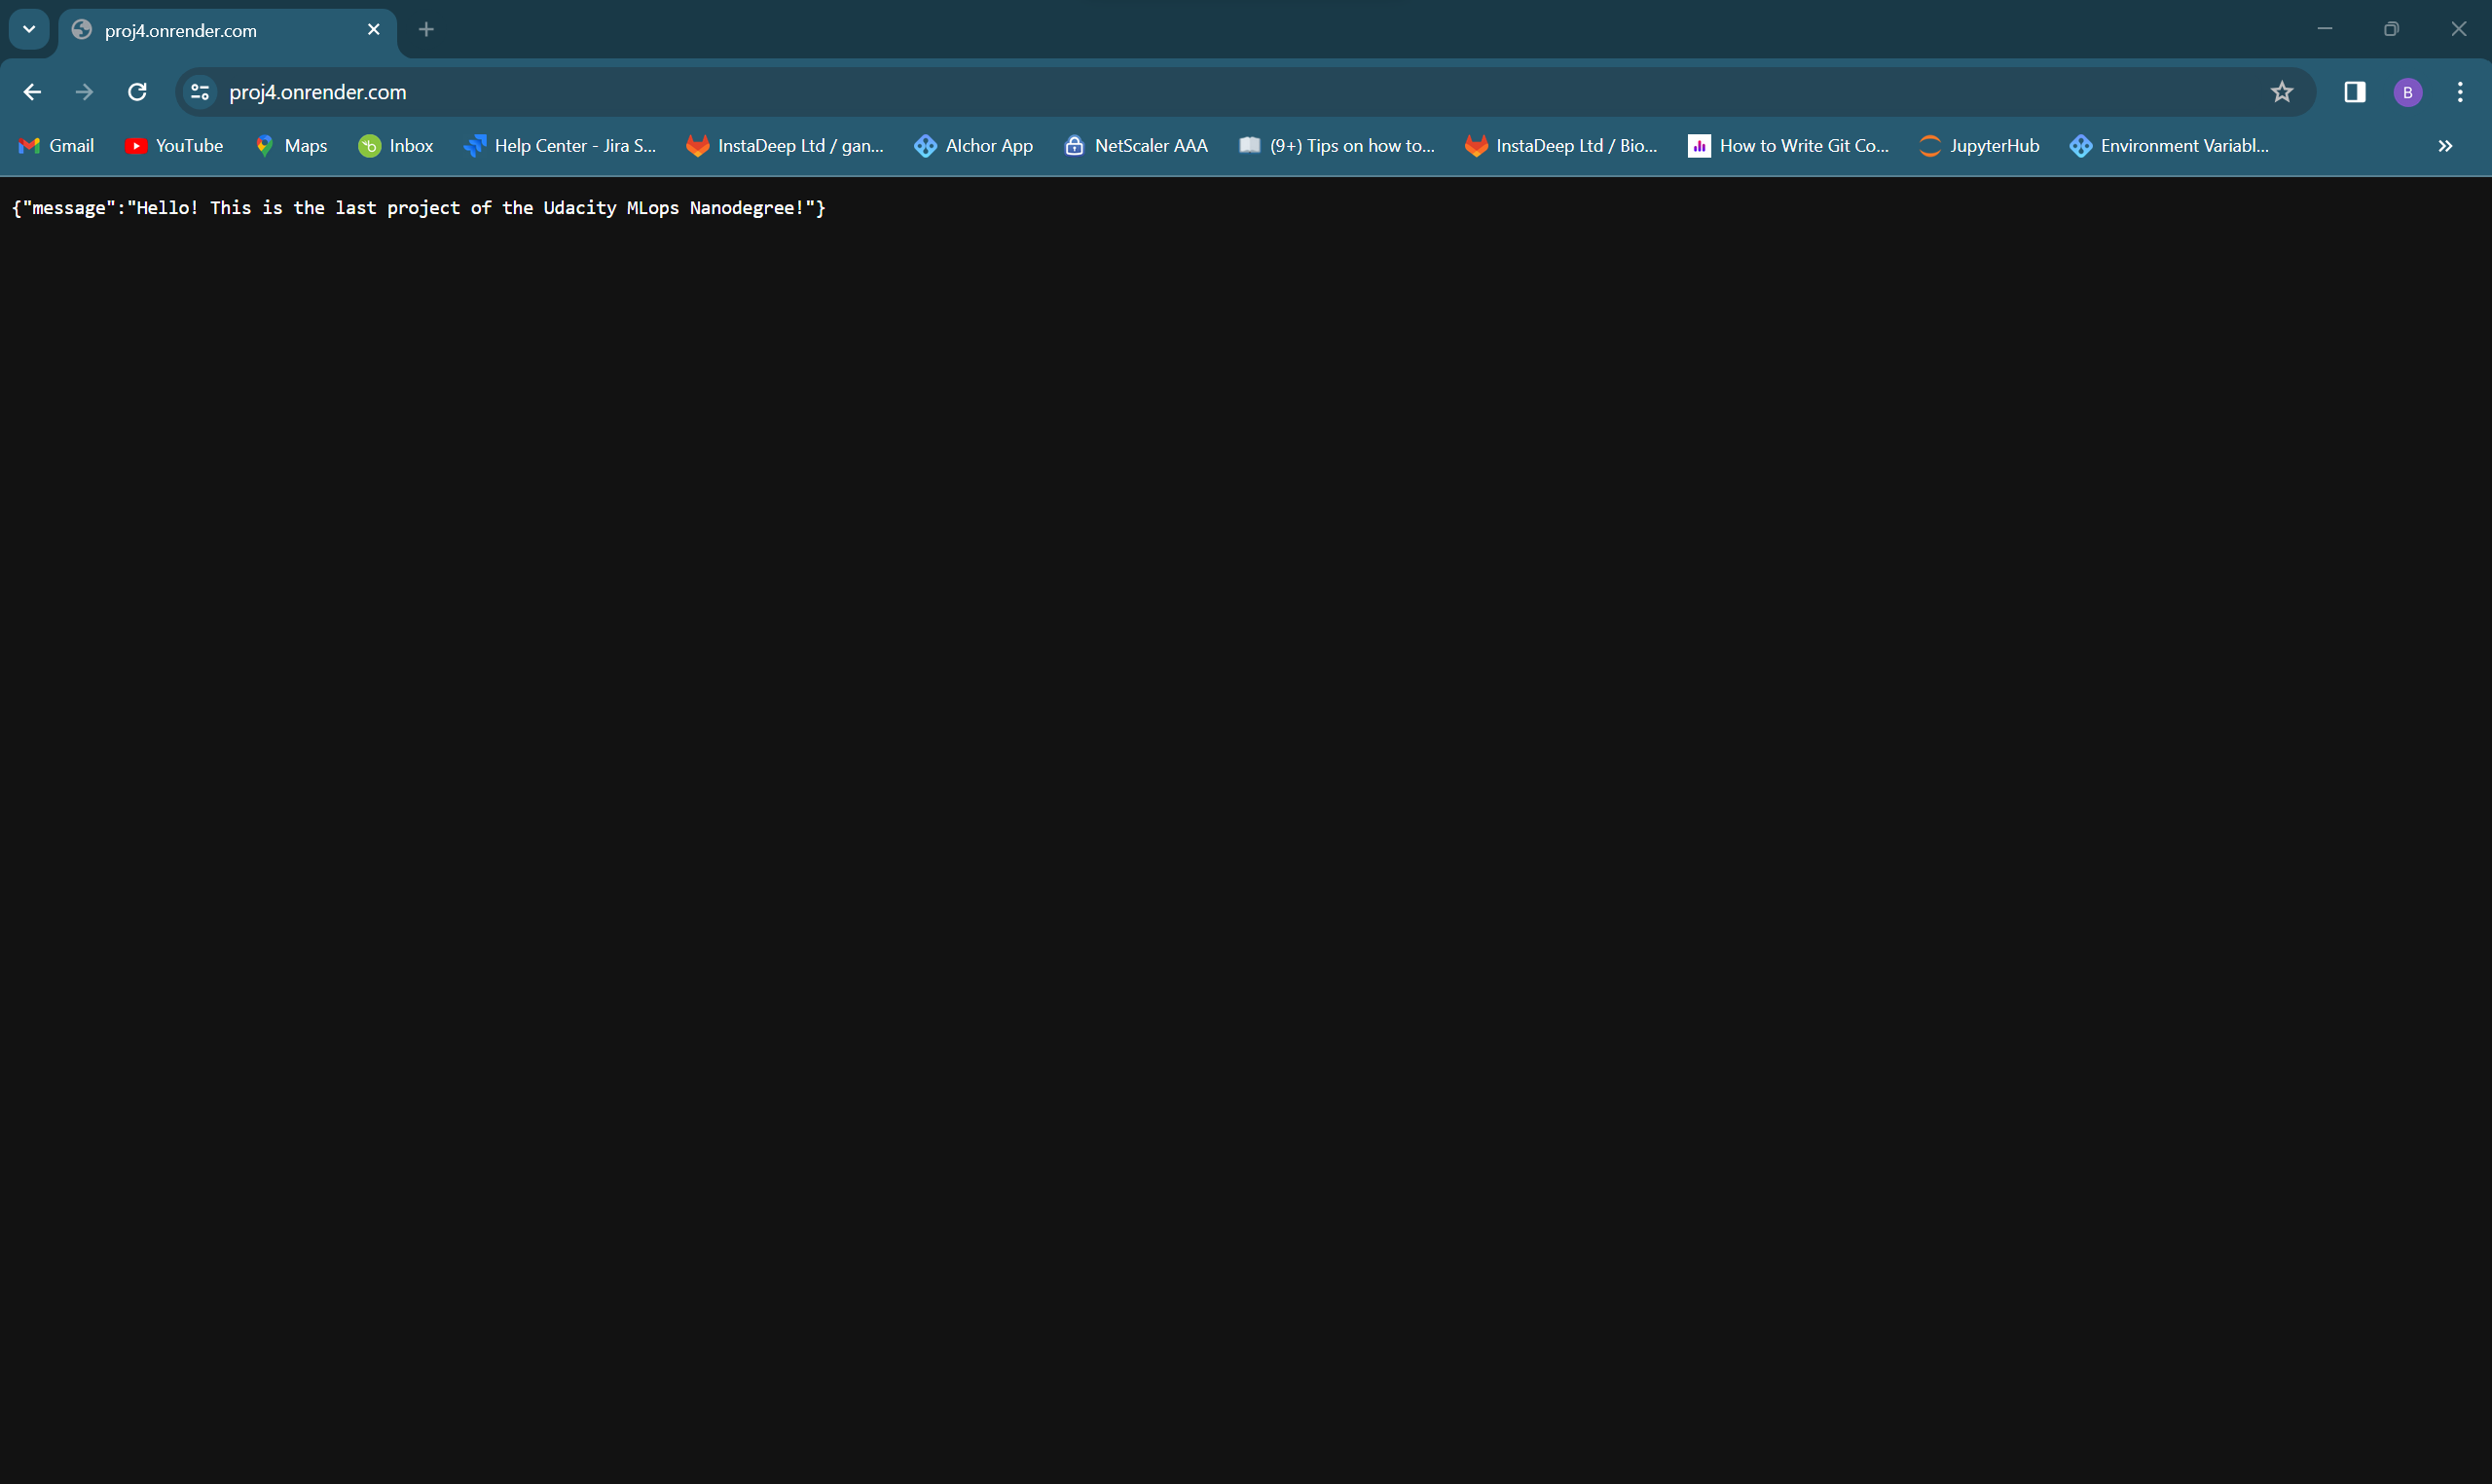 proj4.onrender.com
proj4.onrender.com
B
Gmail YouTube Maps Inbox Help Center - Jira S... InstaDeep Ltd / gan... AIchor App NetScaler AAA (9+) Tips on how to... InstaDeep Ltd / Bio... How to Write Git Co... JupyterHub Environment Variabl...
{"message":"Hello! This is the last project of the Udacity MLops Nanodegree!"}